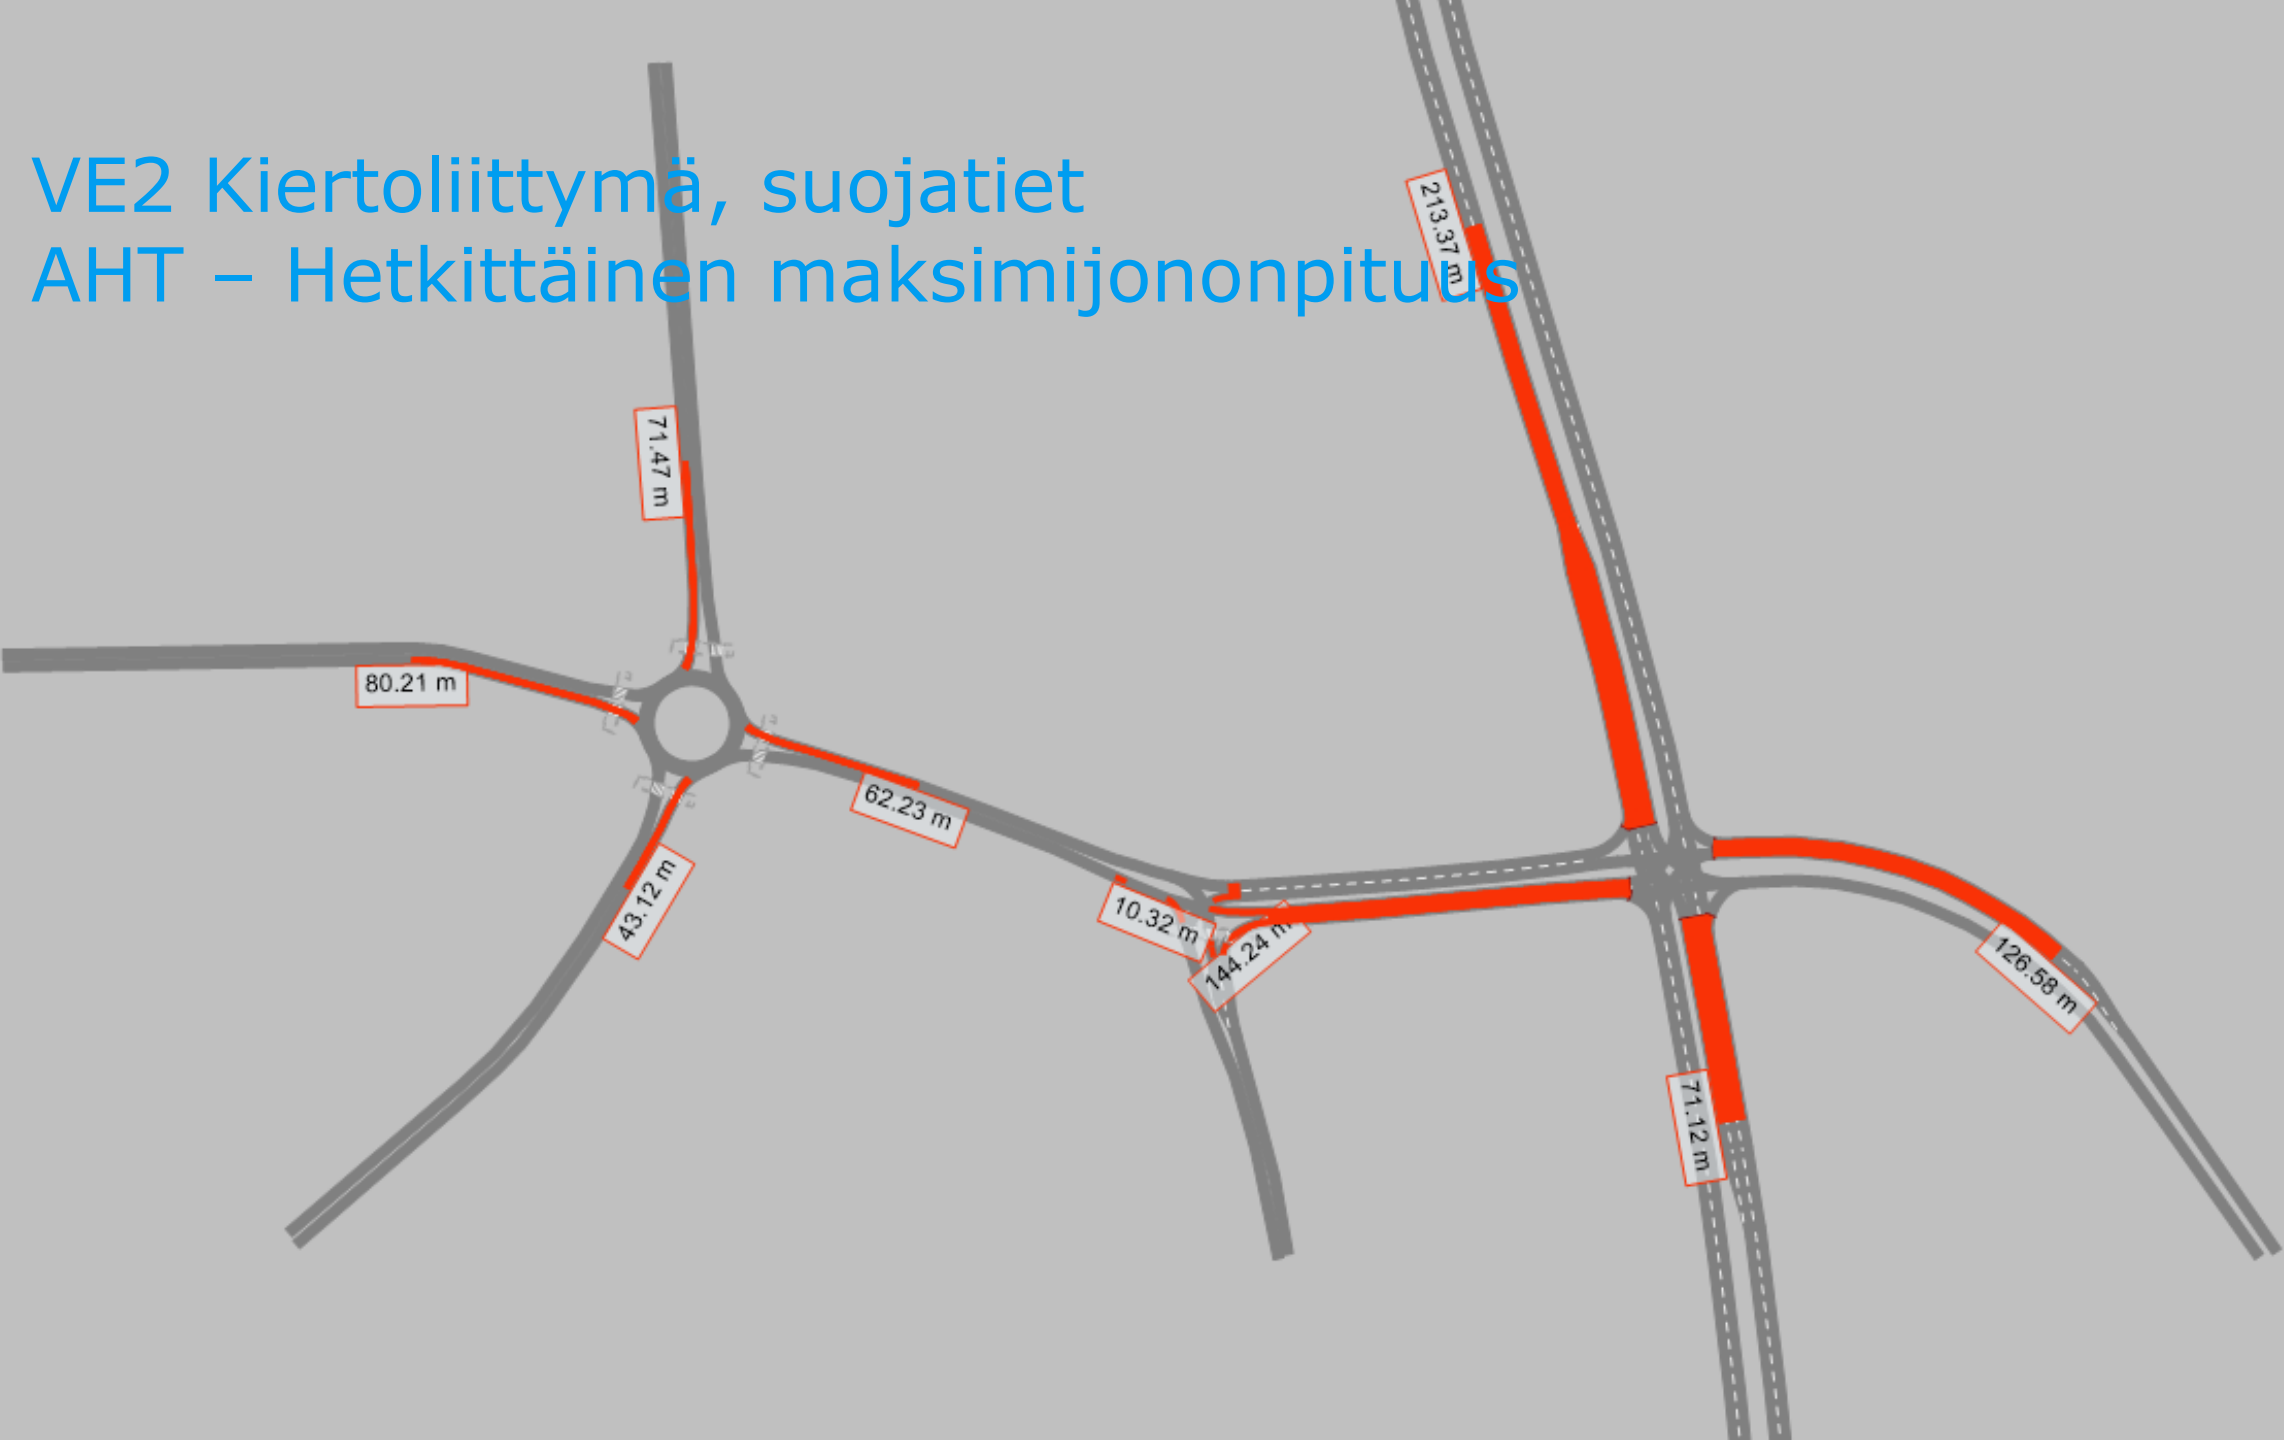 VE2 Kiertoliittymä, suojatiet
AHT – Hetkittäinen maksimijononpituus
213.37 m
71.47 m
80.21 m
62.23 m
43.12 m
10.32 m
144.24 m
126.58 m
71.12 m